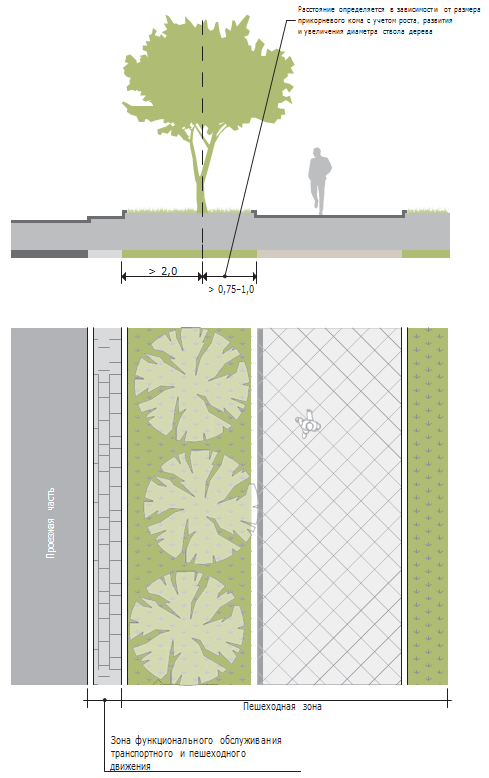 Расстояние определяется в зависимости от размера
прикорневого кома с учетом роста, развития
и увеличения диаметра ствола дерева
> 2,0
> 0,75-1,0
Проезжая часть
Пешеходная зона
Зона функционального обслуживания
транспортного и пешеходного
движения